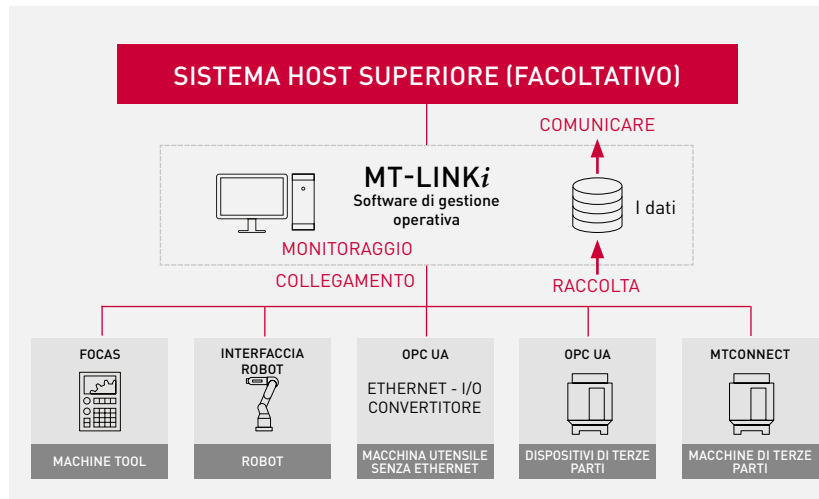 SISTEMA HOST SUPERIORE (FACOLTATIVO)
COMUNICARE
MT-LINKi
Software di gestione
operativa
I dati
MONITORAGGIO
COLLEGAMENTO
RACCOLTA
FOCAS
MACHINE TOOL
INTERFACCIA
ROBOT
ROBOT
OPC UA
ETHERNET - I/O
CONVERTITORE
MACCHINA UTENSILE
SENZA ETHERNET
OPC UA
DISPOSITIVI DI TERZE
PARTI
MTCONNECT
MACCHINE DI TERZE
PARTI